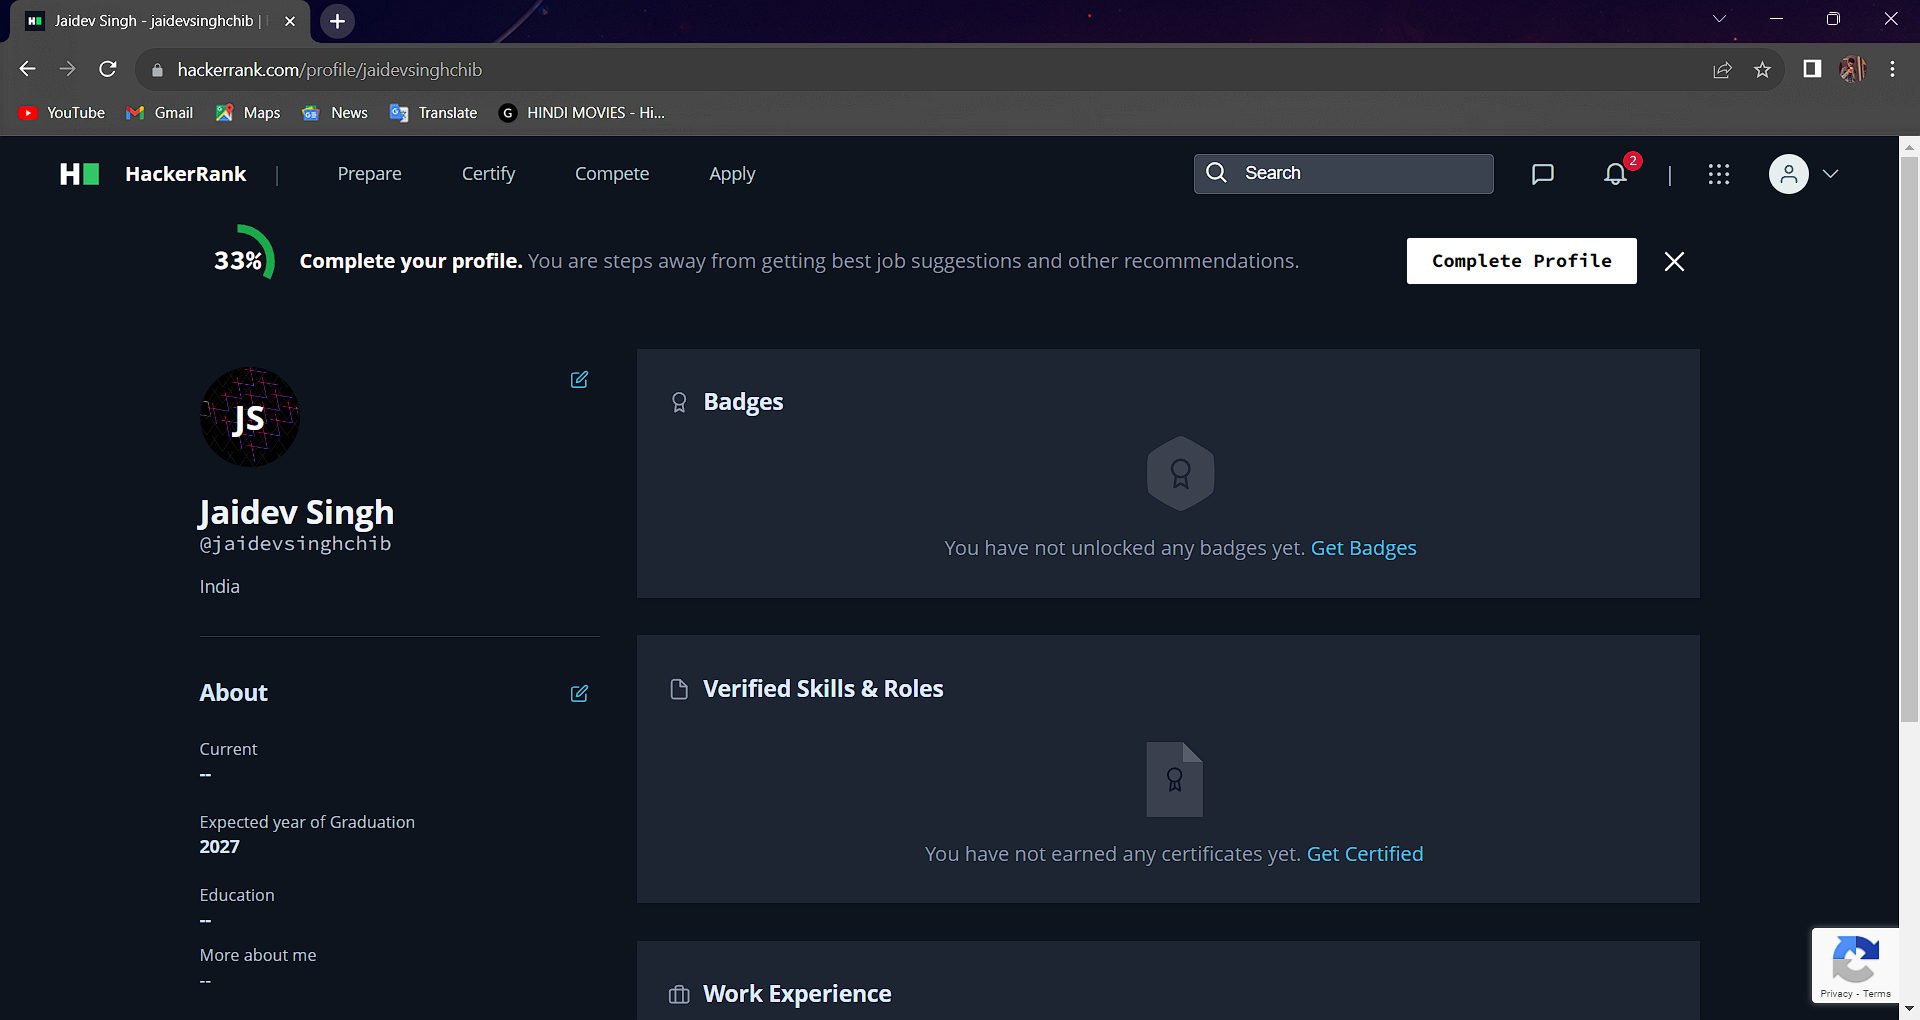 Jaidev Singh - jaidevsinghchib |
hackerrank.com/profile/jaidevsinghchib
YouTube Gmail Maps News Translate G HINDI MOVIES - Hi...
H HackerRank | Prepare Certify Compete Apply Search 2 |
33% Complete your profile. You are steps away from getting best job suggestions and other recommendations. Complete Profile
JS
Jaidev Singh
@jaidevsinghchib
India
About
Current
--
Expected year of Graduation
2027
Education
--
More about me
--
Badges
You have not unlocked any badges yet. Get Badges
Verified Skills & Roles
You have not earned any certificates yet. Get Certified
Work Experience
Privacy - Terms